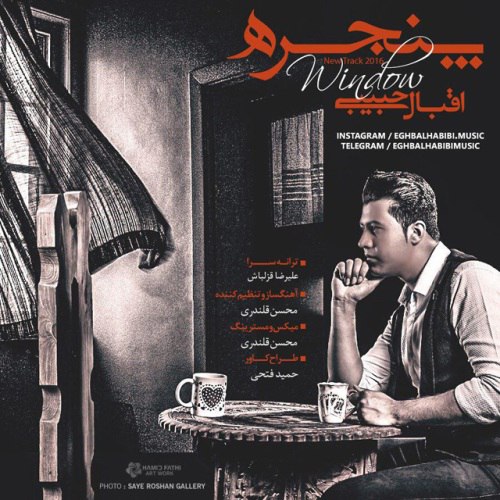 پنجره
New Track 2016
Window
اقبال حبیبی
INSTAGRAM / EGHBALHABIBI.MUSIC
TELEGRAM / EGHBALHABIBIMUSIC
ترانه سرا
علیرضا قزلباش
آهنگساز و تنظیم کننده
محسن قلندری
میکس و مسترینگ
محسن قلندری
طراح کاور
حمید فتحی
HAMID FATHI
ART WORK
PHOTO : SAYE ROSHAN GALLERY